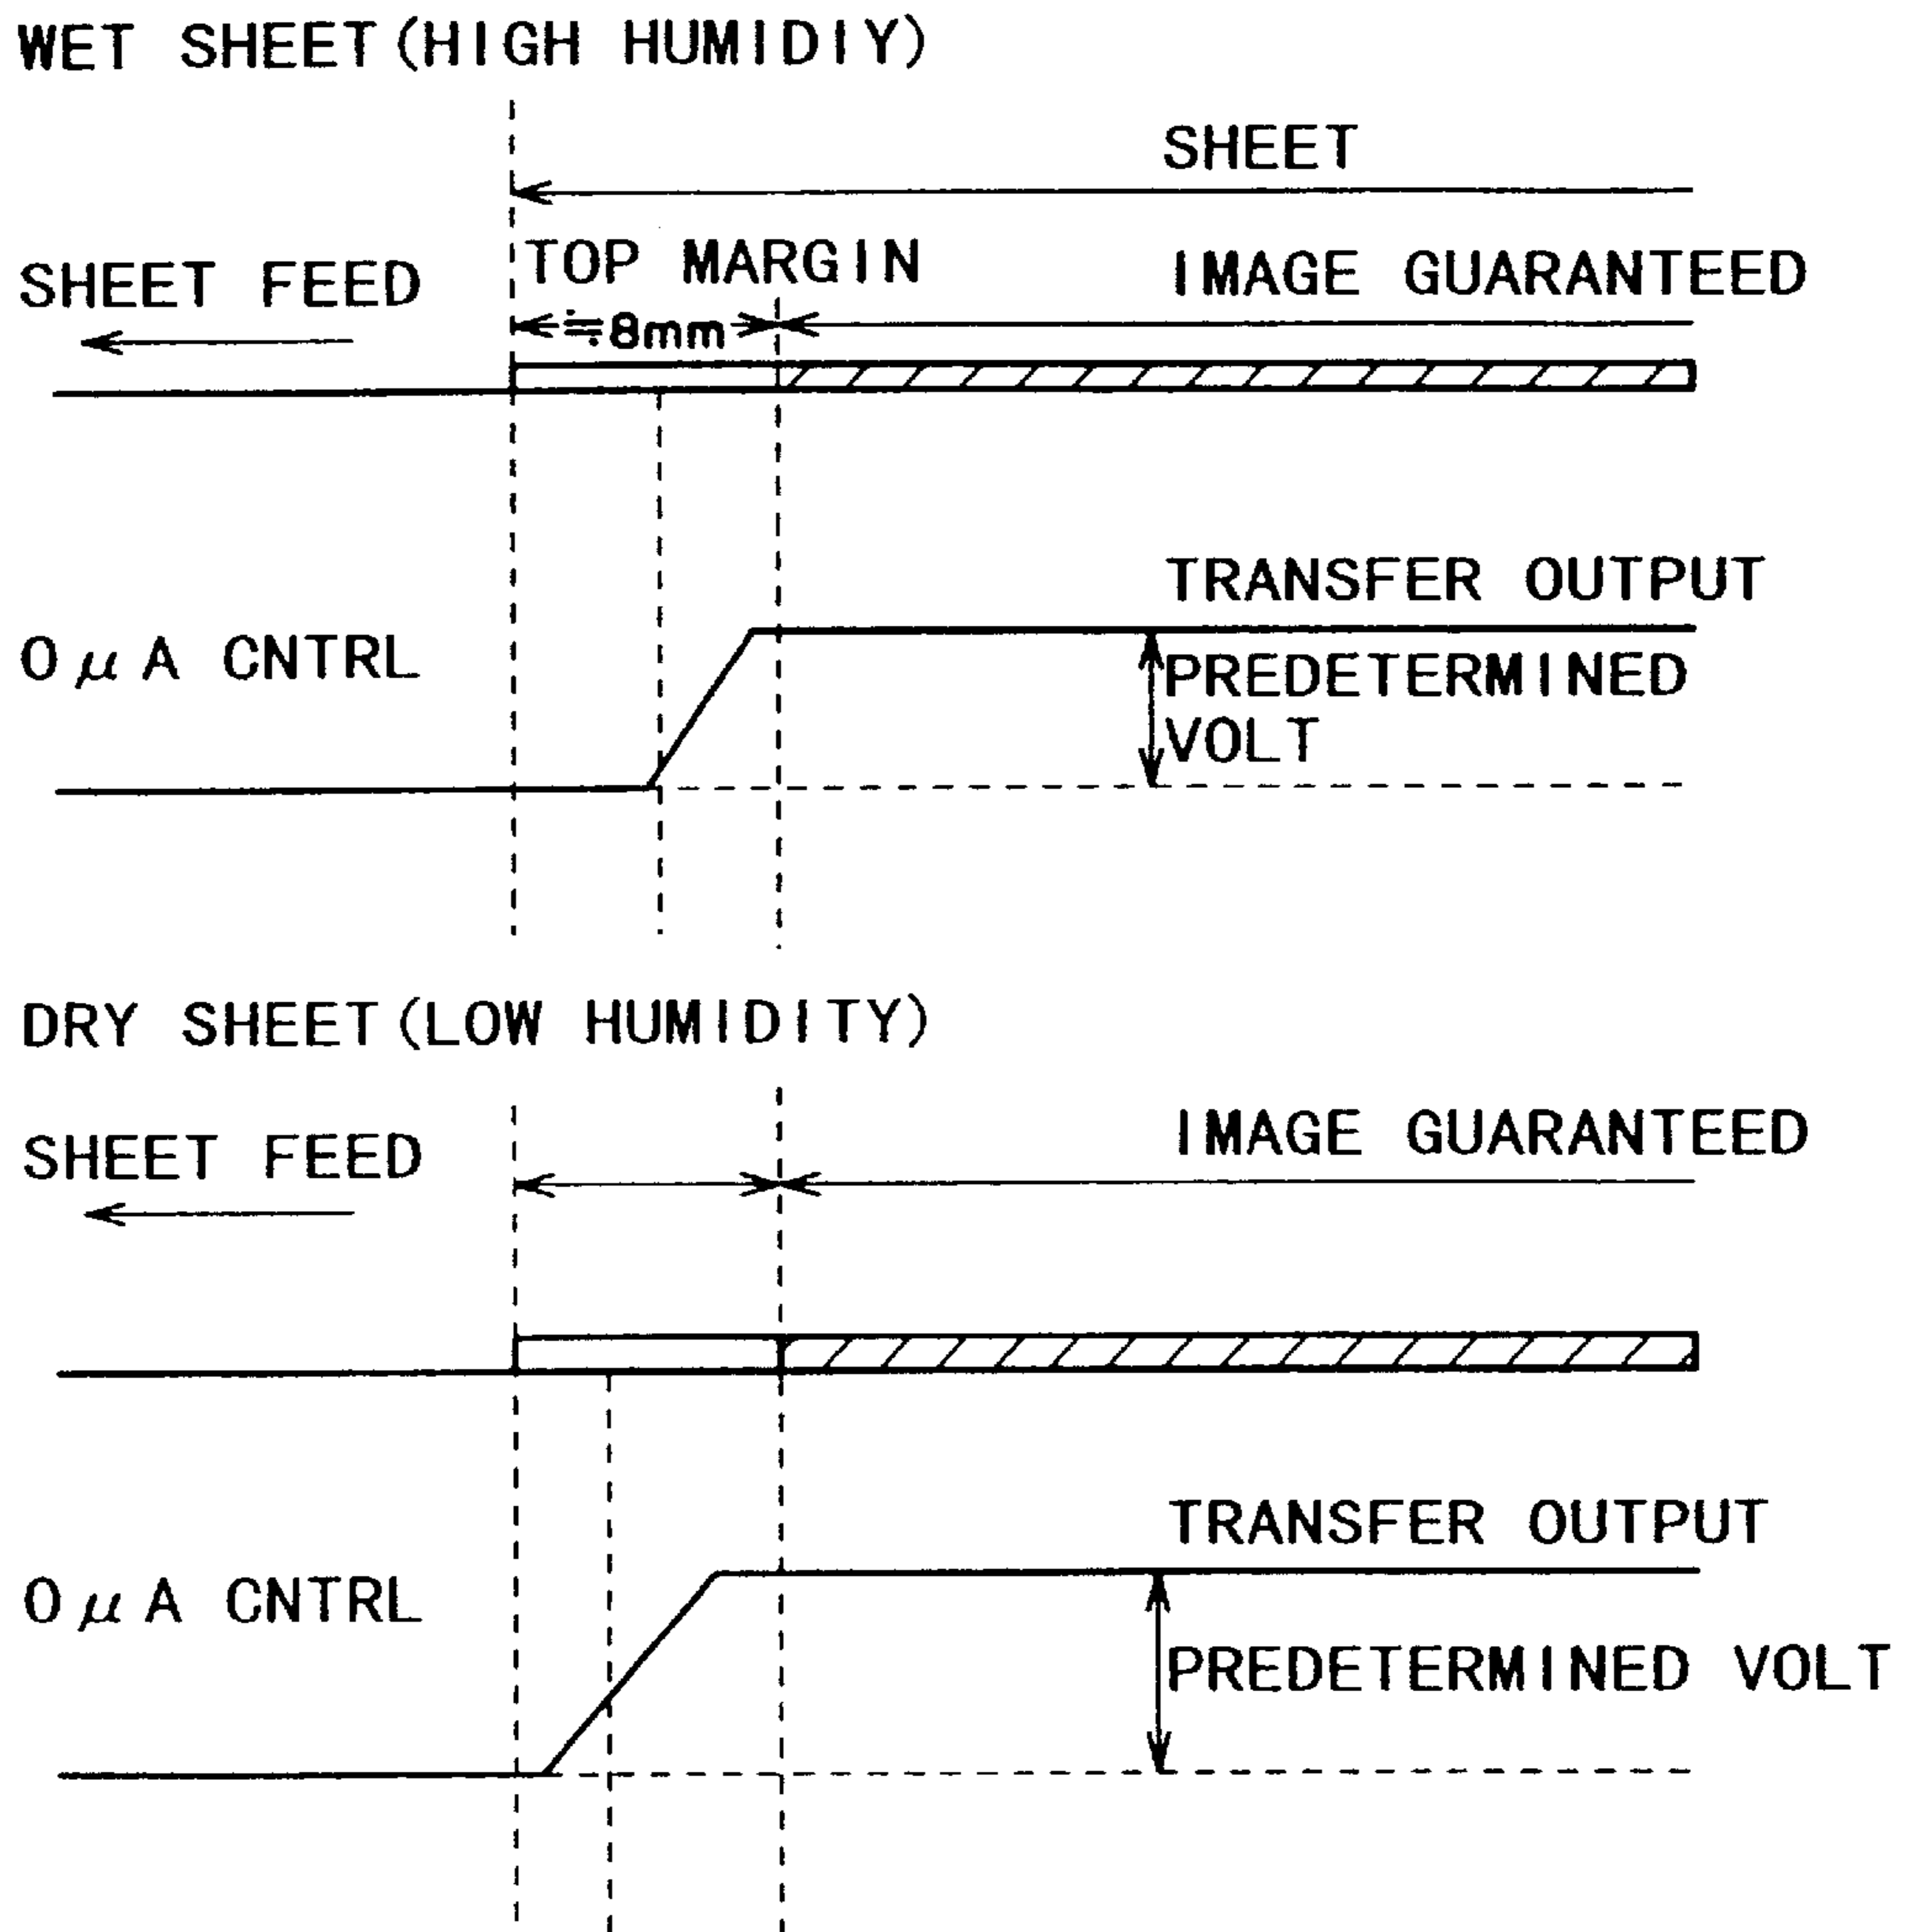 WET SHEET(HIGH HUMIDIY)
SHEET
SHEET FEED
TOP MARGIN
IMAGE GUARANTEED
≒8mm
TRANSFER OUTPUT
0μA CNTRL
PREDETERMINED
VOLT
DRY SHEET(LOW HUMIDITY)
SHEET FEED
IMAGE GUARANTEED
TRANSFER OUTPUT
0μA CNTRL
PREDETERMINED VOLT